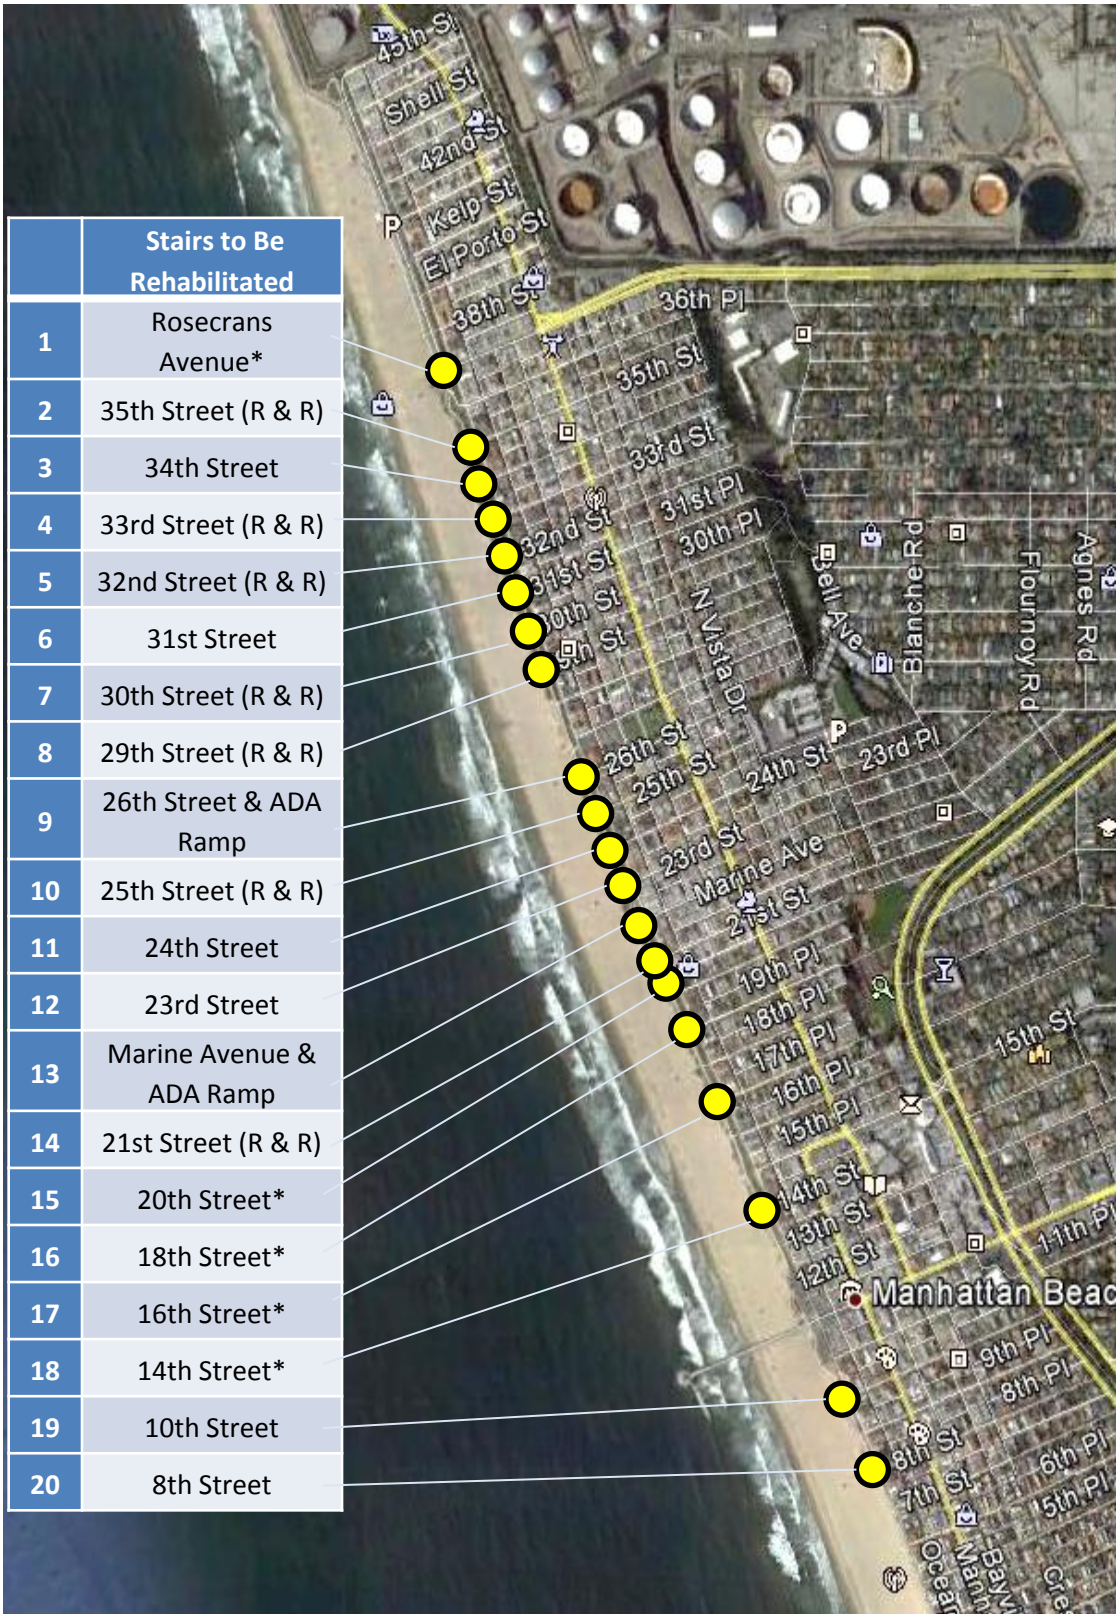 Stairs to Be
Rehabilitated
1 Rosecrans
Avenue*
2 35th Street (R & R)
3 34th Street
4 33rd Street (R & R)
5 32nd Street (R & R)
6 31st Street
7 30th Street (R & R)
8 29th Street (R & R)
9 26th Street & ADA
Ramp
10 25th Street (R & R)
11 24th Street
12 23rd Street
13 Marine Avenue &
ADA Ramp
14 21st Street (R & R)
15 20th Street*
16 18th Street*
17 16th Street*
18 14th Street*
19 10th Street
20 8th Street
45th St
Shell St
42nd St
P
Kelp St
El Porto St
38th St
36th Pl
35th St
33rd St
31st Pl
30th Pl
32nd St
31st St
30th St
9th St
N Vista Dr
Bell Ave
Blanche Rd
Flournoy Rd
Agnes Rd
26th St
25th St
P
24th St
23rd Pl
23rd St
Marine Ave
21st St
19th Pl
18th Pl
17th Pl
16th Pl
15th Pl
15th St
14th St
13th St
12th St
11th Pl
Manhattan Beac
9th Pl
8th Pl
8th St
7th St
6th Pl
5th Pl
Ocean
Mann
Bayvi
Cre